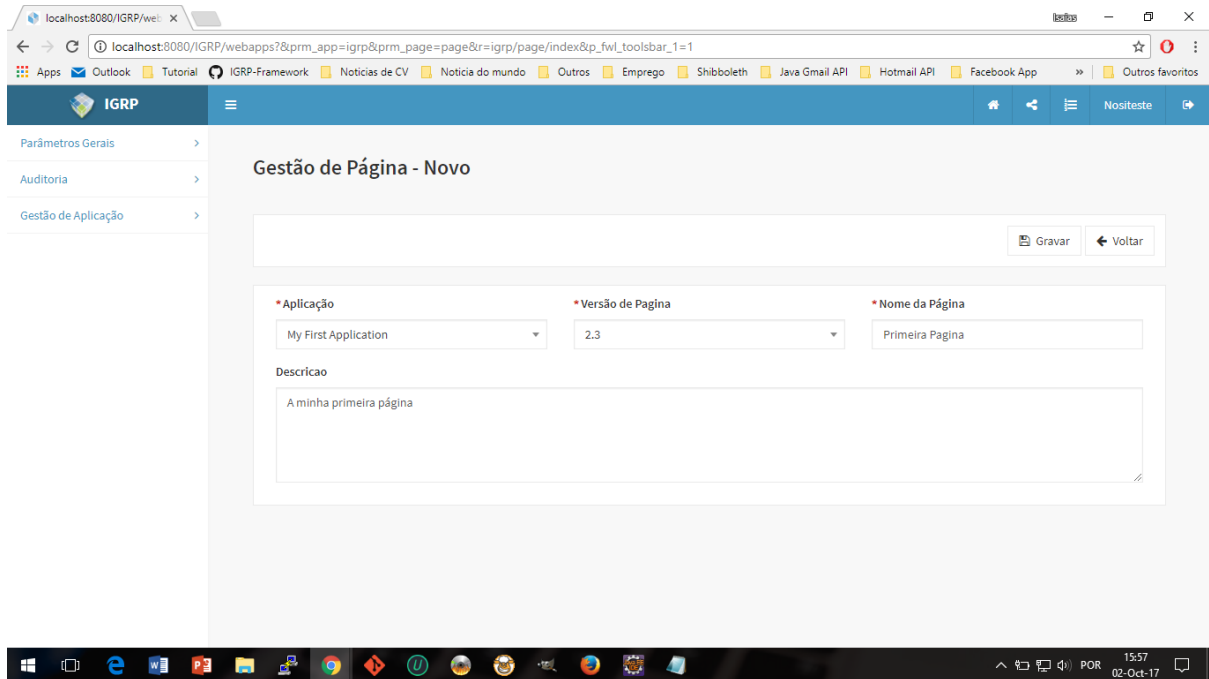 localhost:8080/IGRP/web
Isaías
localhost:8080/IGRP/webapps?&prm_app=igrp&prm_page=page&r=igrp/page/index&p_fwl_toolsbar_1=1
Apps Outlook Tutorial IGRP-Framework Noticias de CV Noticia do mundo Outros Emprego Shibboleth Java Gmail API Hotmail API Facebook App » Outros favoritos
IGRP Nositeste
Parâmetros Gerais
Auditoria
Gestão de Aplicação
Gestão de Página - Novo
Gravar Voltar
*Aplicação *Versão de Pagina *Nome da Página
My First Application 2.3 Primeira Pagina
Descricao
A minha primeira página
POR 15:57
02-Oct-17